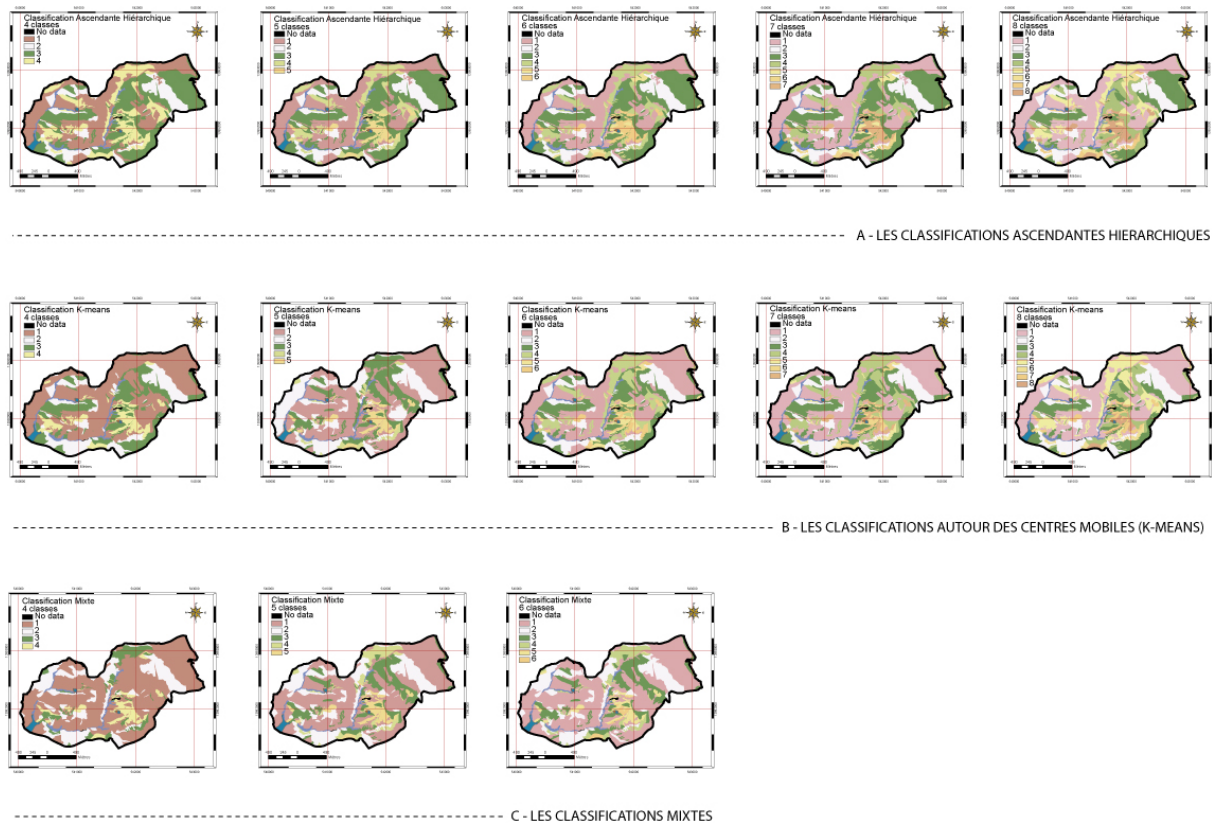 Classification Ascendante Hiérarchique
4 classes
No data
1
2
3
4
Classification Ascendante Hiérarchique
5 classes
No data
1
2
3
4
5
Classification Ascendante Hiérarchique
6 classes
No data
1
2
3
4
5
6
Classification Ascendante Hiérarchique
7 classes
No data
1
2
3
4
5
6
7
Classification Ascendante Hiérarchique
8 classes
No data
1
2
3
4
5
6
7
8
A - LES CLASSIFICATIONS ASCENDANTES HIERARCHIQUES
Classification K-means
4 classes
No data
1
2
3
4
Classification K-means
5 classes
No data
1
2
3
4
5
Classification K-means
6 classes
No data
1
2
3
4
5
6
Classification K-means
7 classes
No data
1
2
3
4
5
6
7
Classification K-means
8 classes
No data
1
2
3
4
5
6
7
8
B - LES CLASSIFICATIONS AUTOUR DES CENTRES MOBILES (K-MEANS)
Classification Mixte
4 classes
No data
1
2
3
4
Classification Mixte
5 classes
No data
1
2
3
4
5
Classification Mixte
6 classes
No data
1
2
3
4
5
6
C - LES CLASSIFICATIONS MIXTES